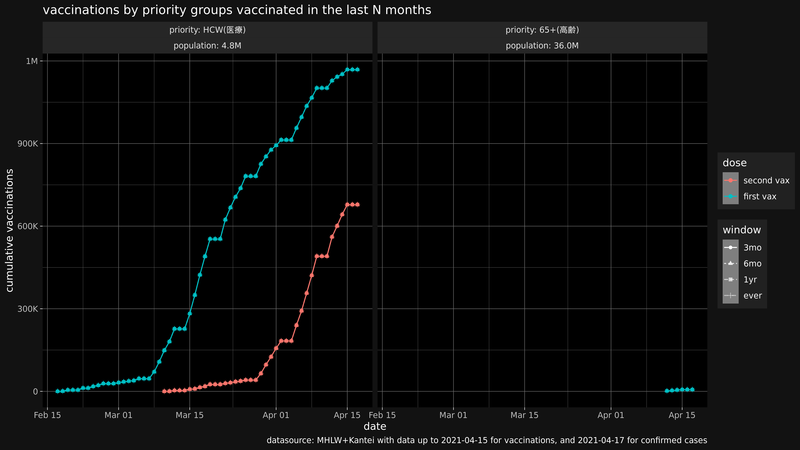 vaccinations by priority groups vaccinated in the last N months
priority: HCW(医療)
population: 4.8M
priority: 65+(高齢)
population: 36.0M
cumulative vaccinations
1M
900K
600K
300K
0
Feb 15
Mar 01
Mar 15
Apr 01
Apr 15
Feb 15
Mar 01
Mar 15
Apr 01
Apr 15
date
dose
second vax
first vax
window
3mo
6mo
1yr
ever
datasource: MHLW+Kantei with data up to 2021-04-15 for vaccinations, and 2021-04-17 for confirmed cases